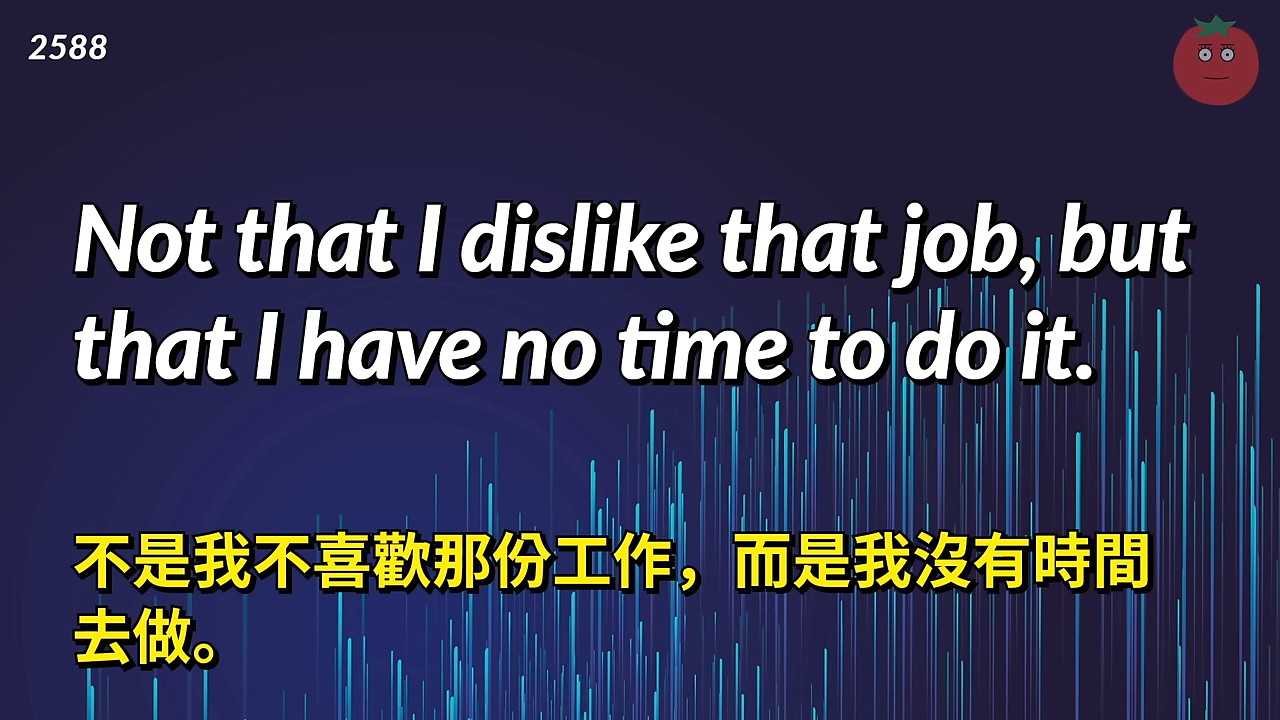 2588
Not that I dislike that job, but
that I have no time to do it.
不是我不喜歡那份工作，而是我沒有時間
去做。